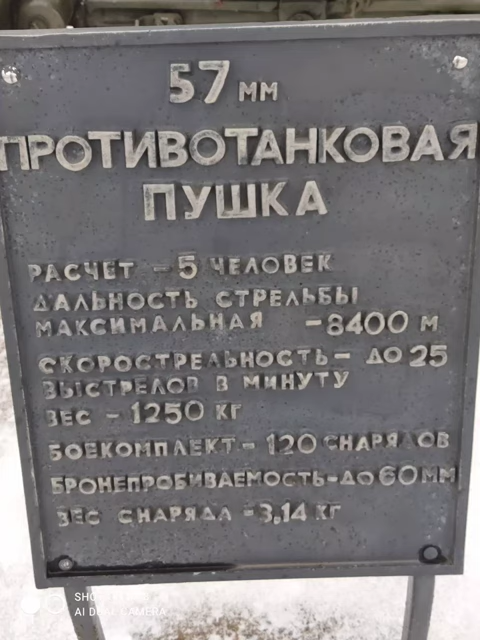 57 мм
ПРОТИВОТАНКОВАЯ
ПУШКА
РАСЧЕТ – 5 ЧЕЛОВЕК
ДАЛЬНОСТЬ СТРЕЛЬБЫ
МАКСИМАЛЬНАЯ – 8400 М
СКОРОСТРЕЛЬНОСТЬ – ДО 25
ВЫСТРЕЛОВ В МИНУТУ
ВЕС – 1250 КГ
БОЕКОМПЛЕКТ – 120 СНАРЯДОВ
БРОНЕПРОБИВАЕМОСТЬ – ДО 60 ММ
ВЕС СНАРЯДА – 3,14 КГ